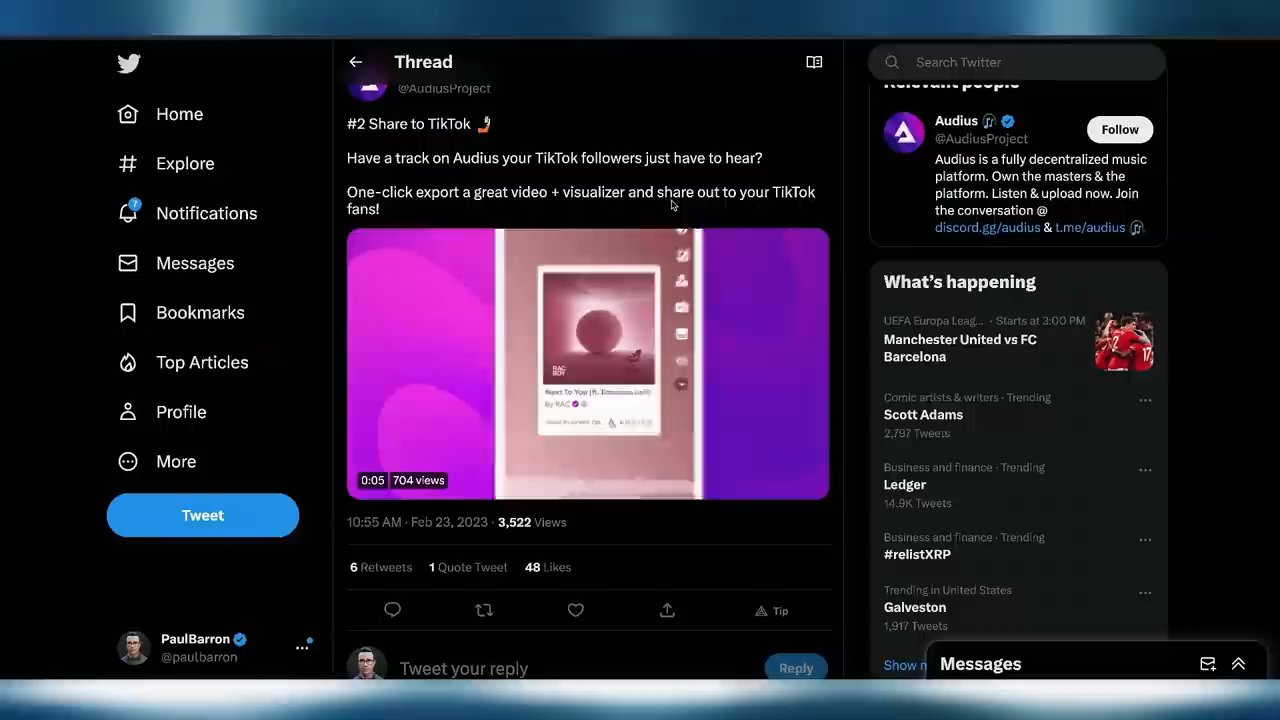 Home
Explore
7
Notifications
Messages
Bookmarks
Top Articles
Profile
More
Tweet
PaulBarron
@paulbarron
Thread
@AudiusProject
#2 Share to TikTok 🤳
Have a track on Audius your TikTok followers just have to hear?
One-click export a great video + visualizer and share out to your TikTok
fans!
RAC
by RAC
0:05 704 views
10:55 AM · Feb 23, 2023 · 3,522 Views
6 Retweets 1 Quote Tweet 48 Likes
Tip
Tweet your reply
Reply
Search Twitter
Relevant people
Audius
@AudiusProject
Follow
Audius is a fully decentralized music
platform. Own the masters & the
platform. Listen & upload now. Join
the conversation @
discord.gg/audius & t.me/audius
What's happening
UEFA Europa Leag... · Starts at 3:00 PM
Manchester United vs FC
Barcelona
Comic artists & writers · Trending
Scott Adams
2,797 Tweets
Business and finance · Trending
Ledger
14.9K Tweets
Business and finance · Trending
#relistXRP
Trending in United States
Galveston
1,917 Tweets
Show
Messages